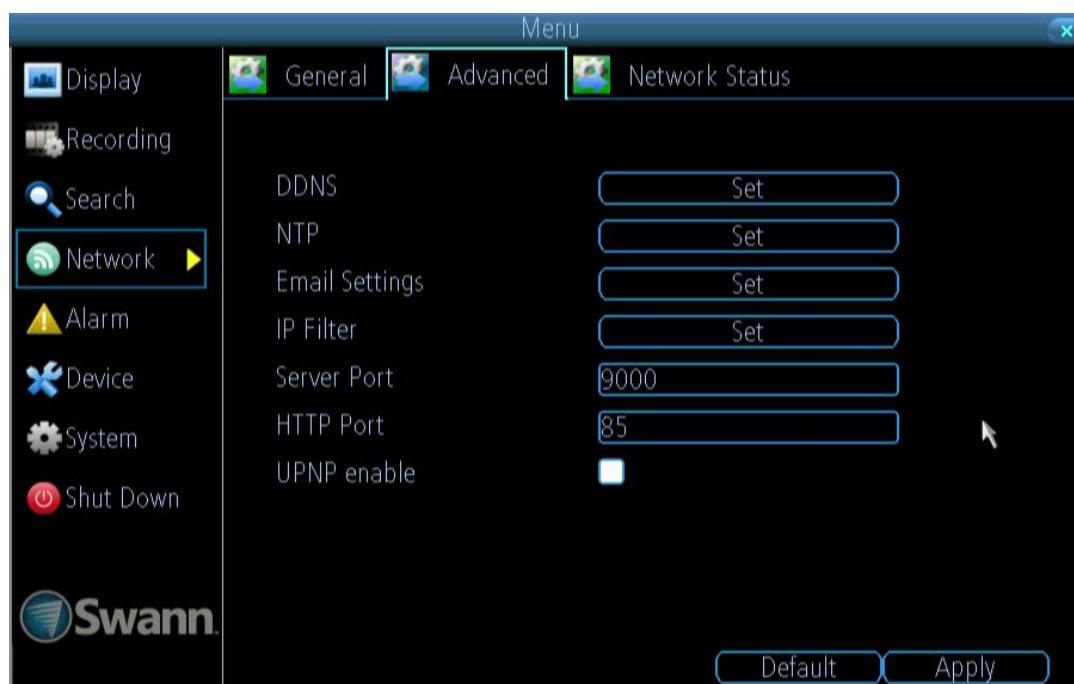 Menu
General Advanced Network Status
Display
Recording
Search
Network
Alarm
Device
System
Shut Down
DDNS Set
NTP Set
Email Settings Set
IP Filter Set
Server Port 9000
HTTP Port 85
UPNP enable
Swann.
Default Apply